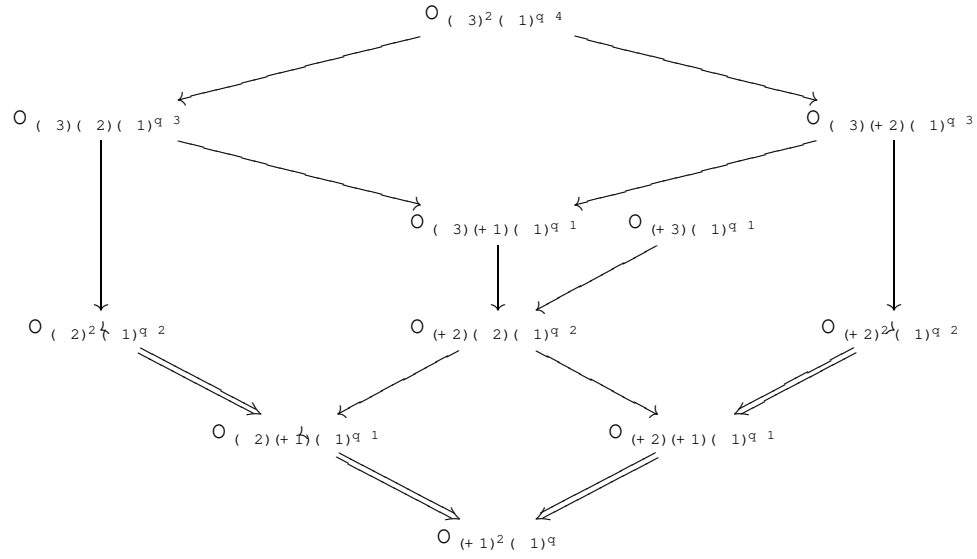 O (  3)² (  1)^q  4
O (  3) (  2) (  1)^q  3
O (  3) (+ 2) (  1)^q  3
O (  3) (+ 1) (  1)^q  1
O (+ 3) (  1)^q  1
O (  2)² (  1)^q  2
O (+ 2) (  2) (  1)^q  2
O (+ 2)² (  1)^q  2
O (  2) (+ 1) (  1)^q  1
O (+ 2) (+ 1) (  1)^q  1
O (+ 1)² (  1)^q